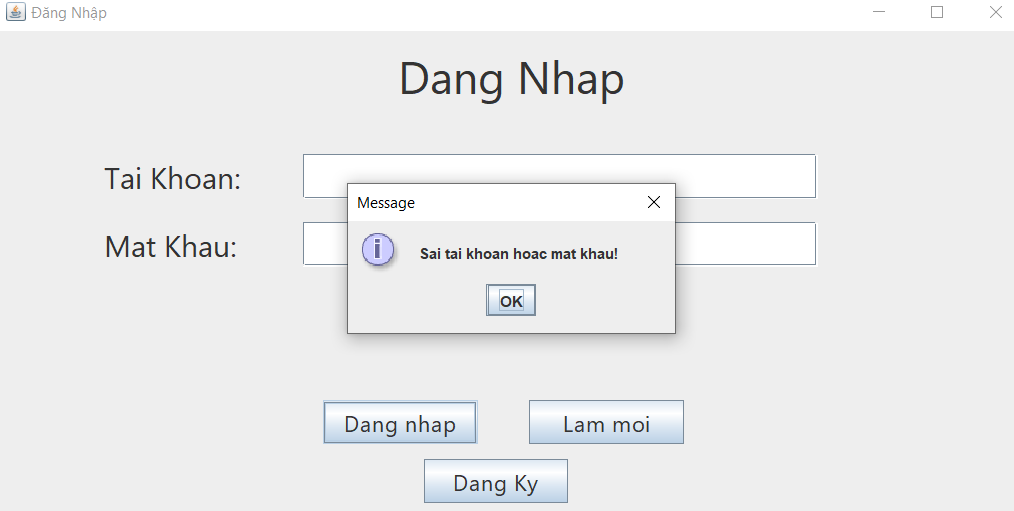 Đăng Nhập
Dang Nhap
Tai Khoan:
Message
Mat Khau:
Sai tai khoan hoac mat khau!
OK
Dang nhap
Lam moi
Dang Ky